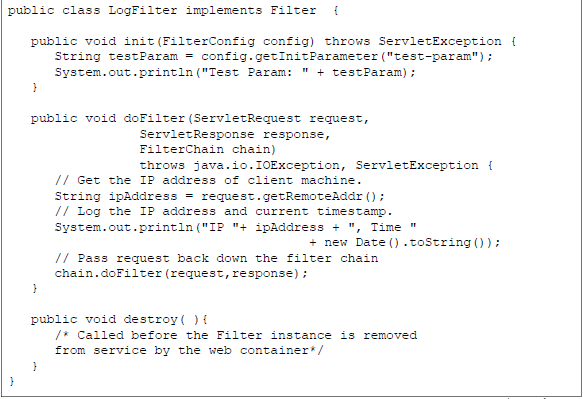 public class LogFilter implements Filter  {
   public void init(FilterConfig config) throws ServletException {
      String testParam = config.getInitParameter("test-param");
      System.out.println("Test Param: " + testParam);
   }
   public void doFilter(ServletRequest request,
                 ServletResponse response,
                 FilterChain chain)
                 throws java.io.IOException, ServletException {
      // Get the IP address of client machine.
      String ipAddress = request.getRemoteAddr();
      // Log the IP address and current timestamp.
      System.out.println("IP "+ ipAddress + ", Time "
                                       + new Date().toString());
      // Pass request back down the filter chain
      chain.doFilter(request,response);
   }
   public void destroy( ){
      /* Called before the Filter instance is removed
      from service by the web container*/
   }
}